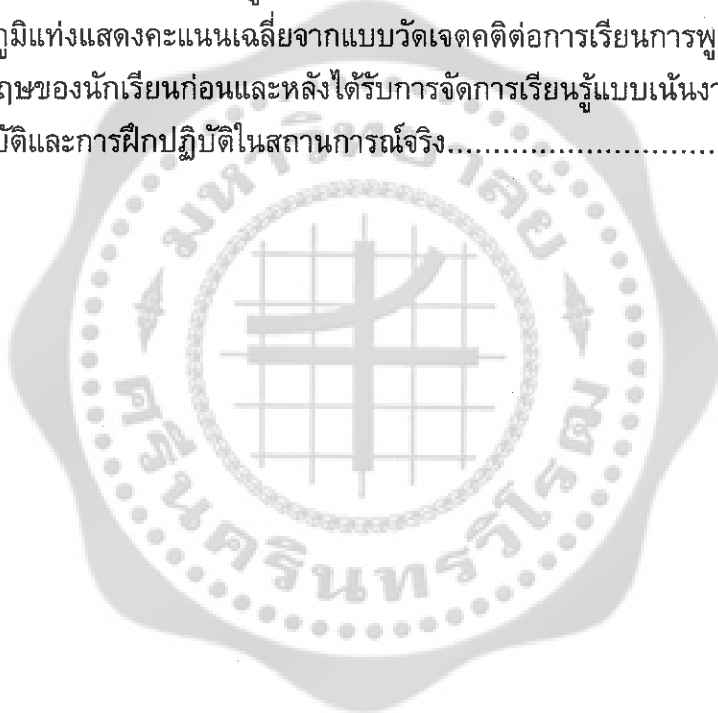 ภูมิแท่งแสดงคะแนนเฉลี่ยจากแบบวัดเจตคติต่อการเรียนการพู
ฤษของนักเรียนก่อนและหลังได้รับการจัดการเรียนรู้แบบเน้นงา
บัติและการฝึกปฏิบัติในสถานการณ์จริง................................
มหาวิทยาลัย
ศรีนครินทรวิโรฒ